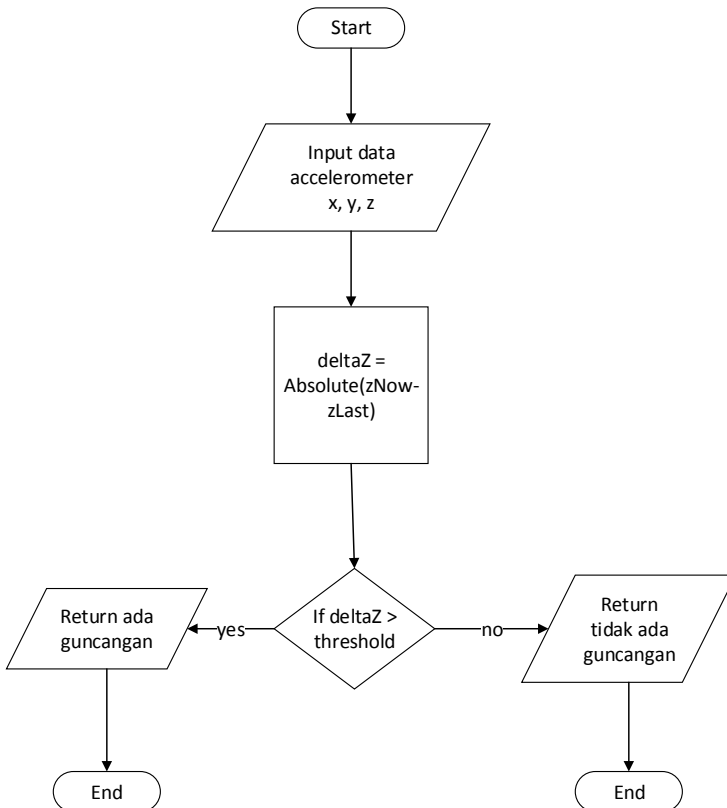 Start
Input data
accelerometer
x, y, z
deltaZ =
Absolute(zNow-
zLast)
If deltaZ >
threshold
yes
no
Return ada
guncangan
Return
tidak ada
guncangan
End
End